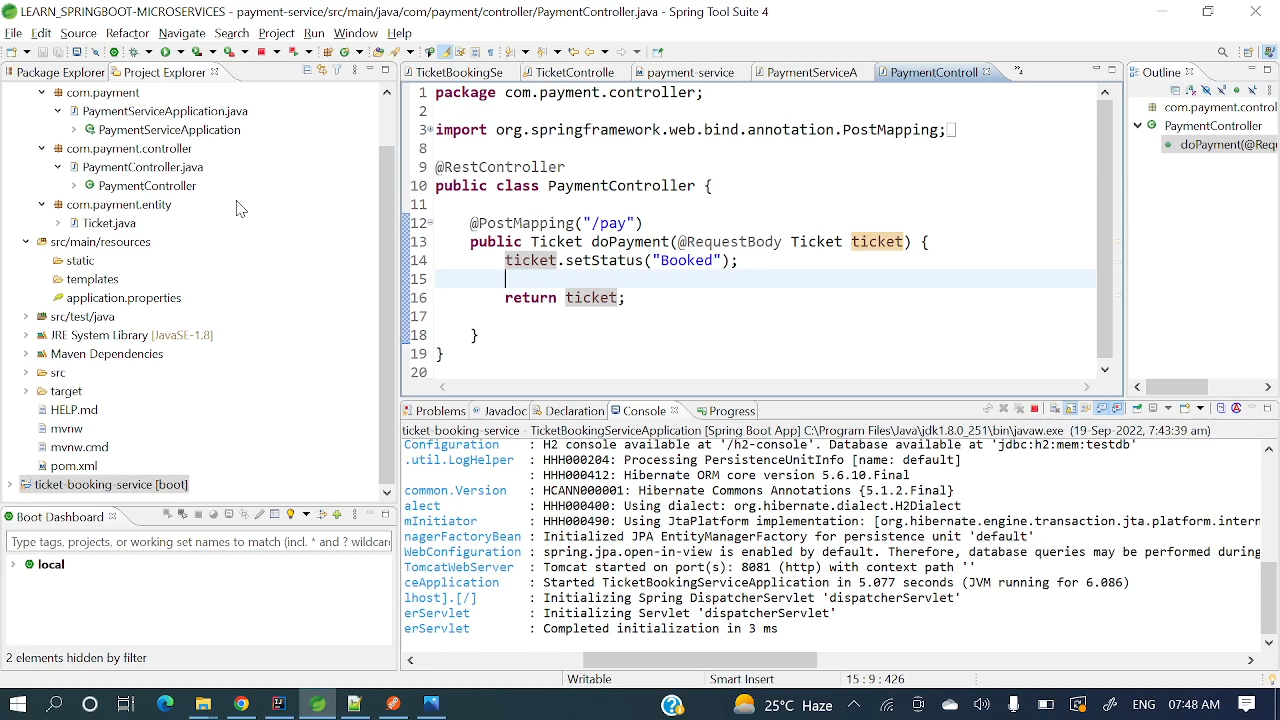 LEARN_SPRINGBOOT-MICROSERVICES - payment-service/src/main/java/com/payment/controller/PaymentController.java - Spring Tool Suite 4
File Edit Source Refactor Navigate Search Project Run Window Help
Package Explorer Project Explorer
com.payment
PaymentServiceApplication.java
PaymentServiceApplication
com.payment.controller
PaymentController.java
PaymentController
com.payment.entity
Ticket.java
src/main/resources
static
templates
application.properties
src/test/java
JRE System Library [JavaSE-1.8]
Maven Dependencies
src
target
HELP.md
mvnw
mvnw.cmd
pom.xml
ticket-booking-service [boot]
Boot Dashboard
Type tags, projects, or working set names to match (incl. * and ? wildcard
local
2 elements hidden by filter
TicketBookingSe TicketControlle payment-service PaymentServiceA PaymentControll
1 package com.payment.controller;
2
3 import org.springframework.web.bind.annotation.PostMapping;
8
9 @RestController
10 public class PaymentController {
11
12 @PostMapping("/pay")
13 public Ticket doPayment(@RequestBody Ticket ticket) {
14 ticket.setStatus("Booked");
15
16 return ticket;
17
18 }
19 }
20
Outline
com.payment.control
PaymentController
doPayment(@Requ
Problems Javadoc Declaration Console Progress
ticket-booking-service - TicketBookingServiceApplication [Spring Boot App] C:\Program Files\Java\jdk1.8.0_251\bin\javaw.exe (19-Sep-2022, 7:43:39 AM)
Configuration : H2 console available at '/h2-console'. Database available at 'jdbc:h2:mem:testdb'
.util.LogHelper : HHH000204: Processing PersistenceUnitInfo [name: default]
: HHH000412: Hibernate ORM core version 5.6.10.Final
common.Version : HCANN000001: Hibernate Commons Annotations {5.1.2.Final}
alect : HHH000400: Using dialect: org.hibernate.dialect.H2Dialect
mInitiator : HHH000490: Using JtaPlatform implementation: [org.hibernate.engine.transaction.jta.platform.intern
nagerFactoryBean : Initialized JPA EntityManagerFactory for persistence unit 'default'
WebConfiguration : spring.jpa.open-in-view is enabled by default. Therefore, database queries may be performed during
TomcatWebServer : Tomcat started on port(s): 8081 (http) with context path ''
ceApplication : Started TicketBookingServiceApplication in 5.077 seconds (JVM running for 6.086)
lhost].[/] : Initializing Spring DispatcherServlet 'dispatcherServlet'
erServlet : Initializing Servlet 'dispatcherServlet'
erServlet : Completed initialization in 3 ms
Writable Smart Insert 15 : 9 : 426
25°C Haze ENG 07:48 AM